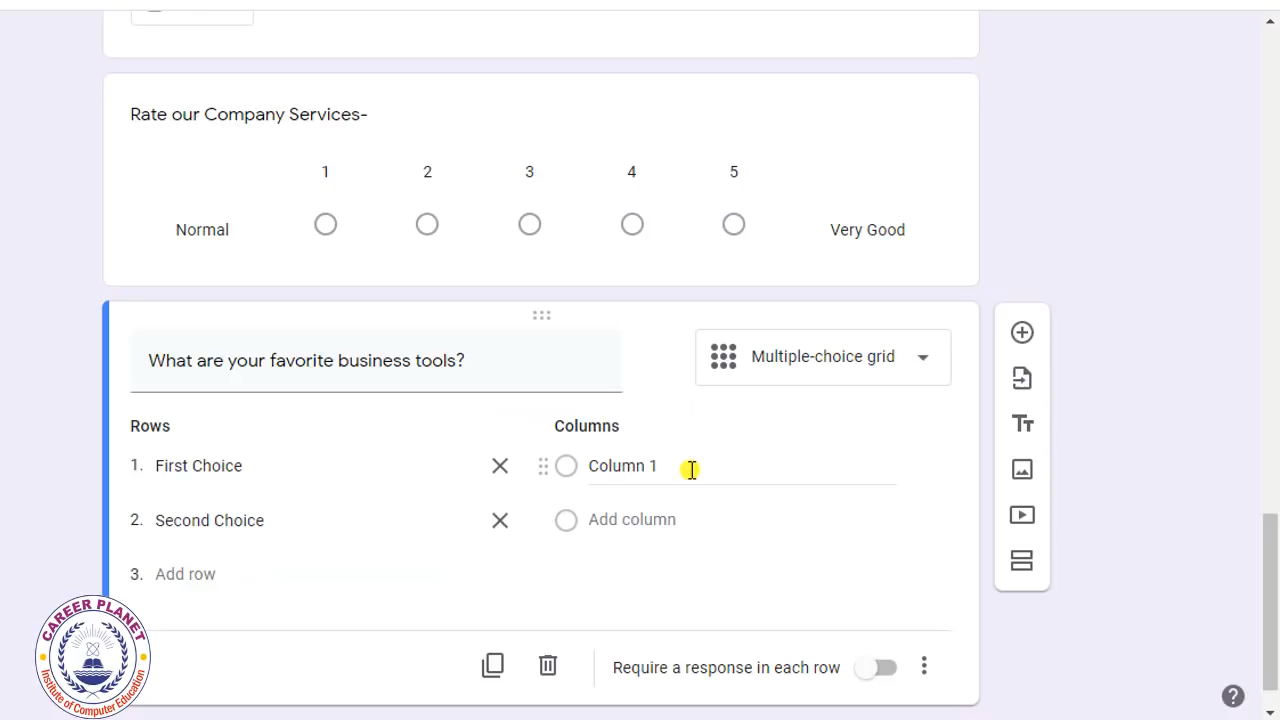 Rate our Company Services-
1 2 3 4 5
Normal Very Good
What are your favorite business tools?
Multiple-choice grid
Rows Columns
1. First Choice Column 1
2. Second Choice Add column
3. Add row
Require a response in each row
CAREER PLANET
Institute of Computer Education